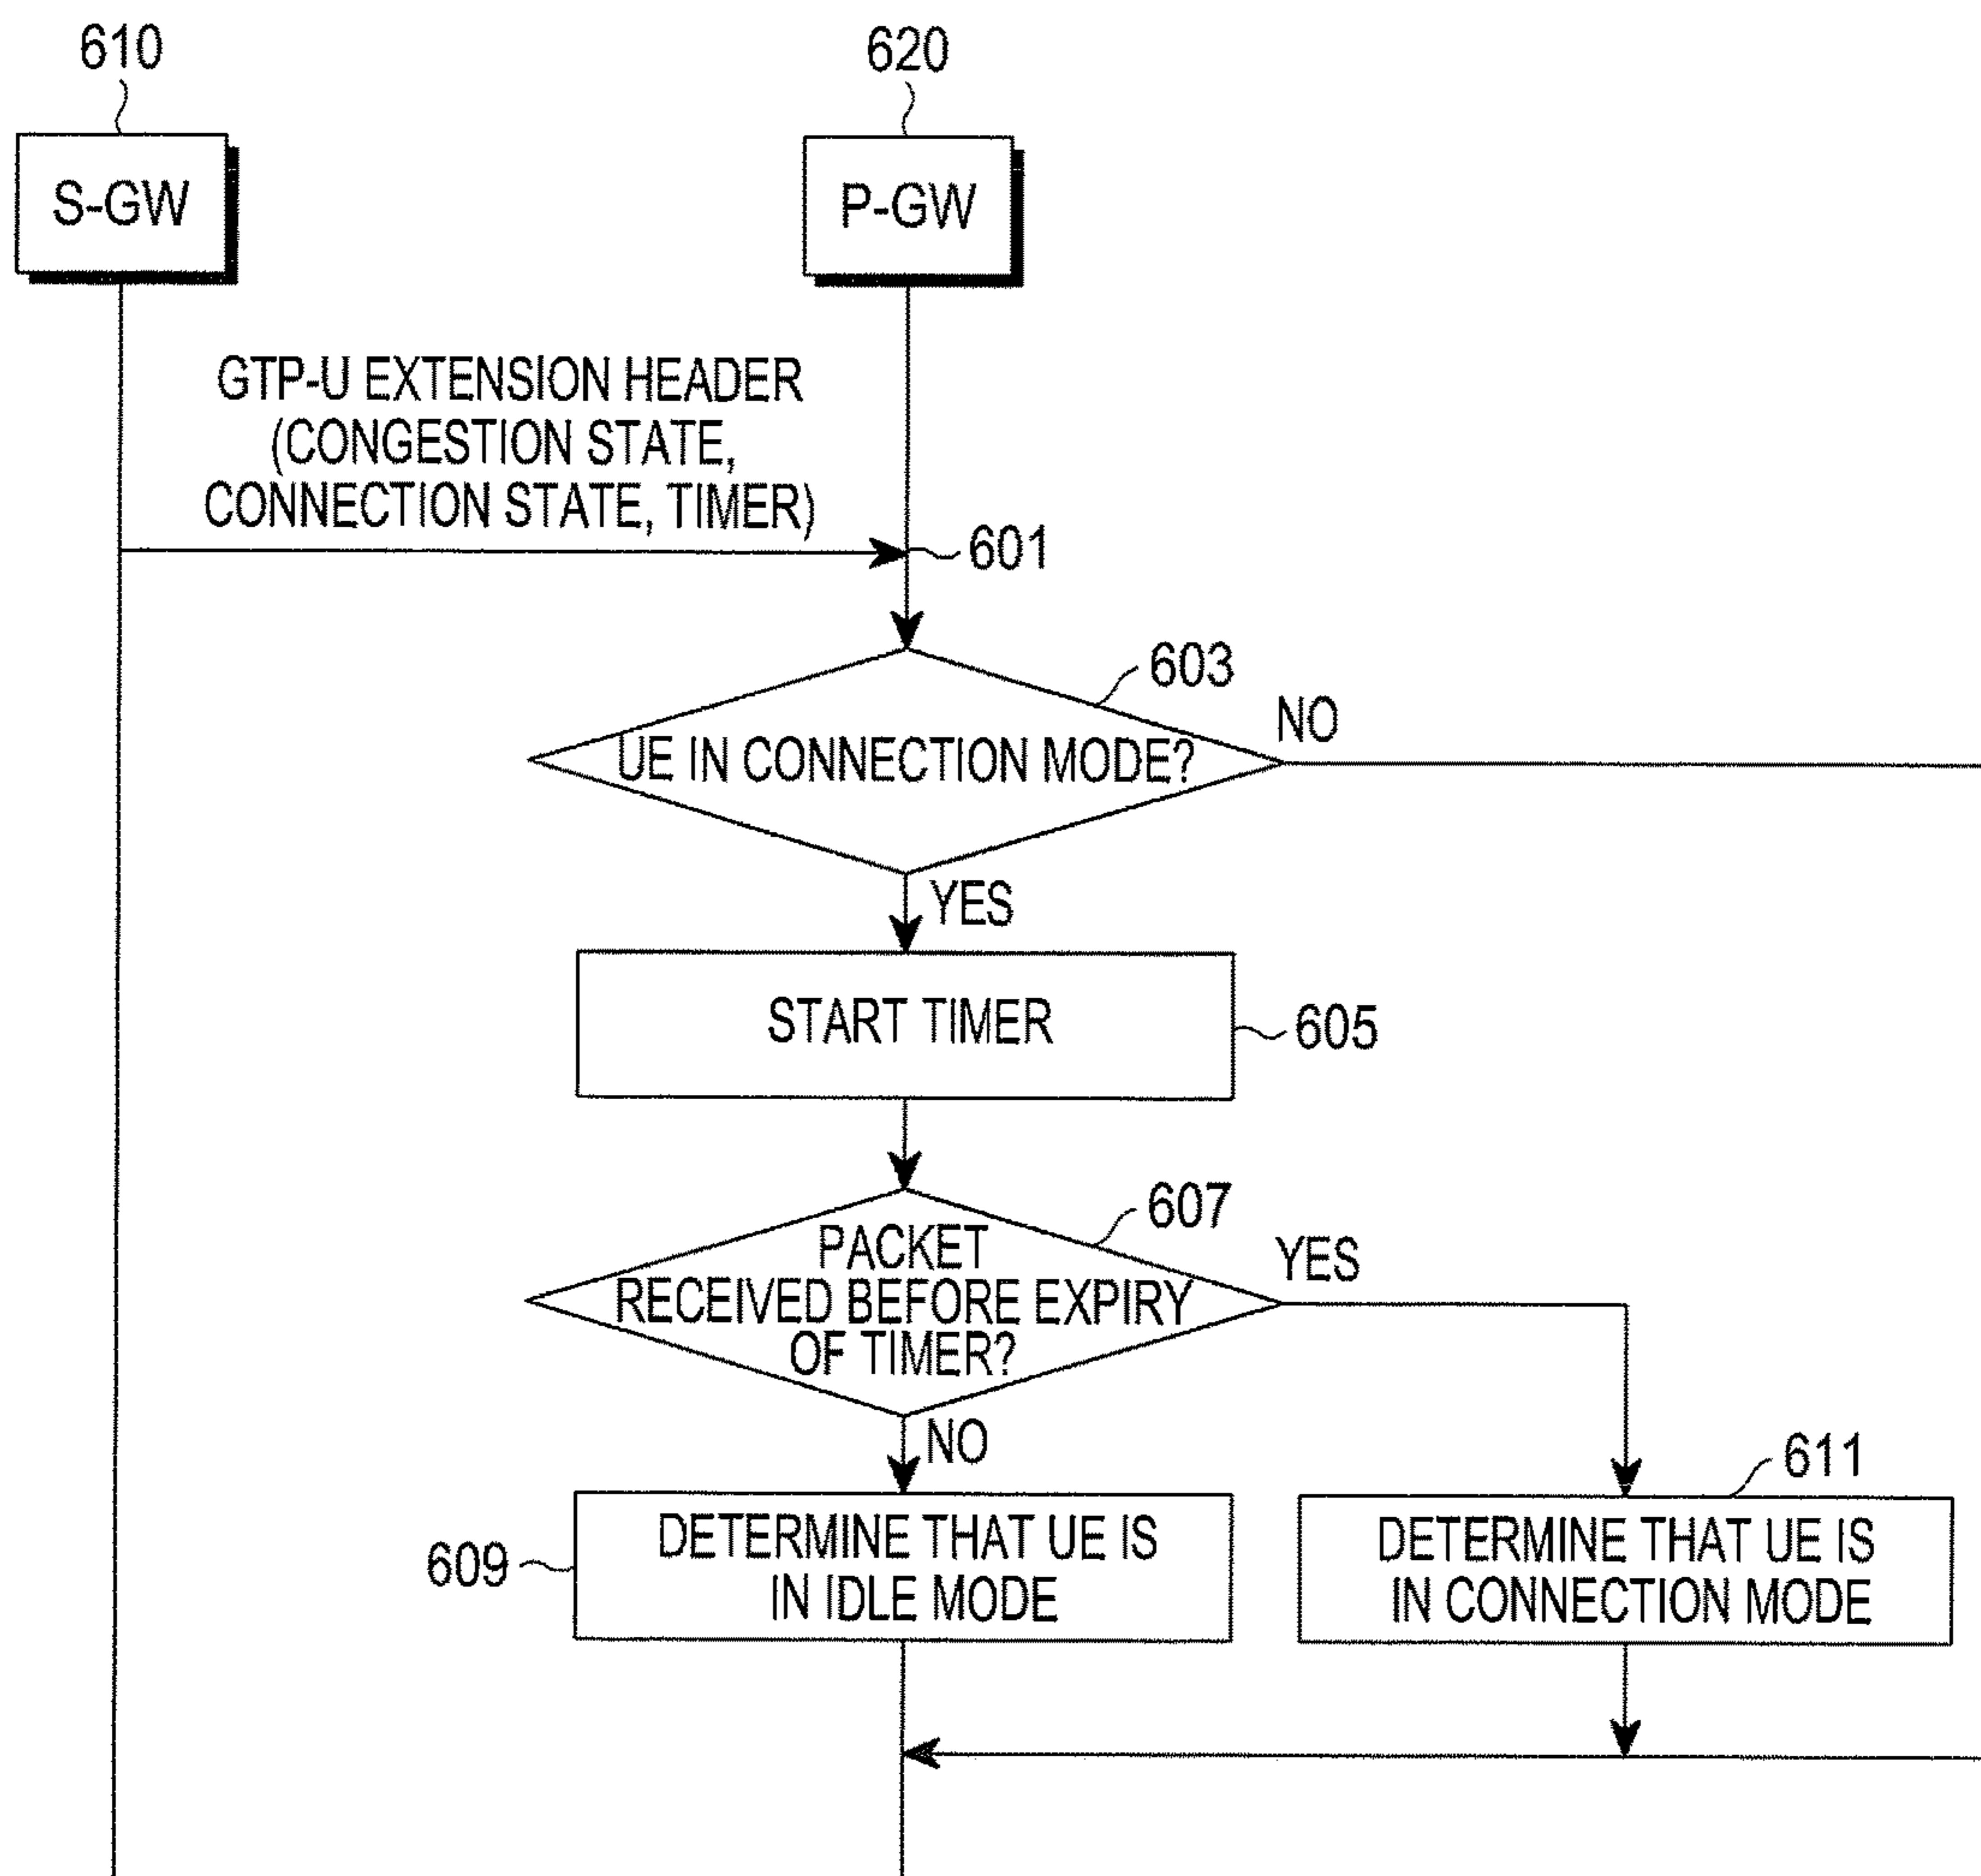 610
620
S-GW
P-GW
GTP-U EXTENSION HEADER
(CONGESTION STATE,
CONNECTION STATE, TIMER)
601
603
NO
UE IN CONNECTION MODE?
YES
START TIMER
605
607
PACKET
RECEIVED BEFORE EXPIRY
OF TIMER?
YES
NO
611
609
DETERMINE THAT UE IS
IN IDLE MODE
DETERMINE THAT UE IS
IN CONNECTION MODE